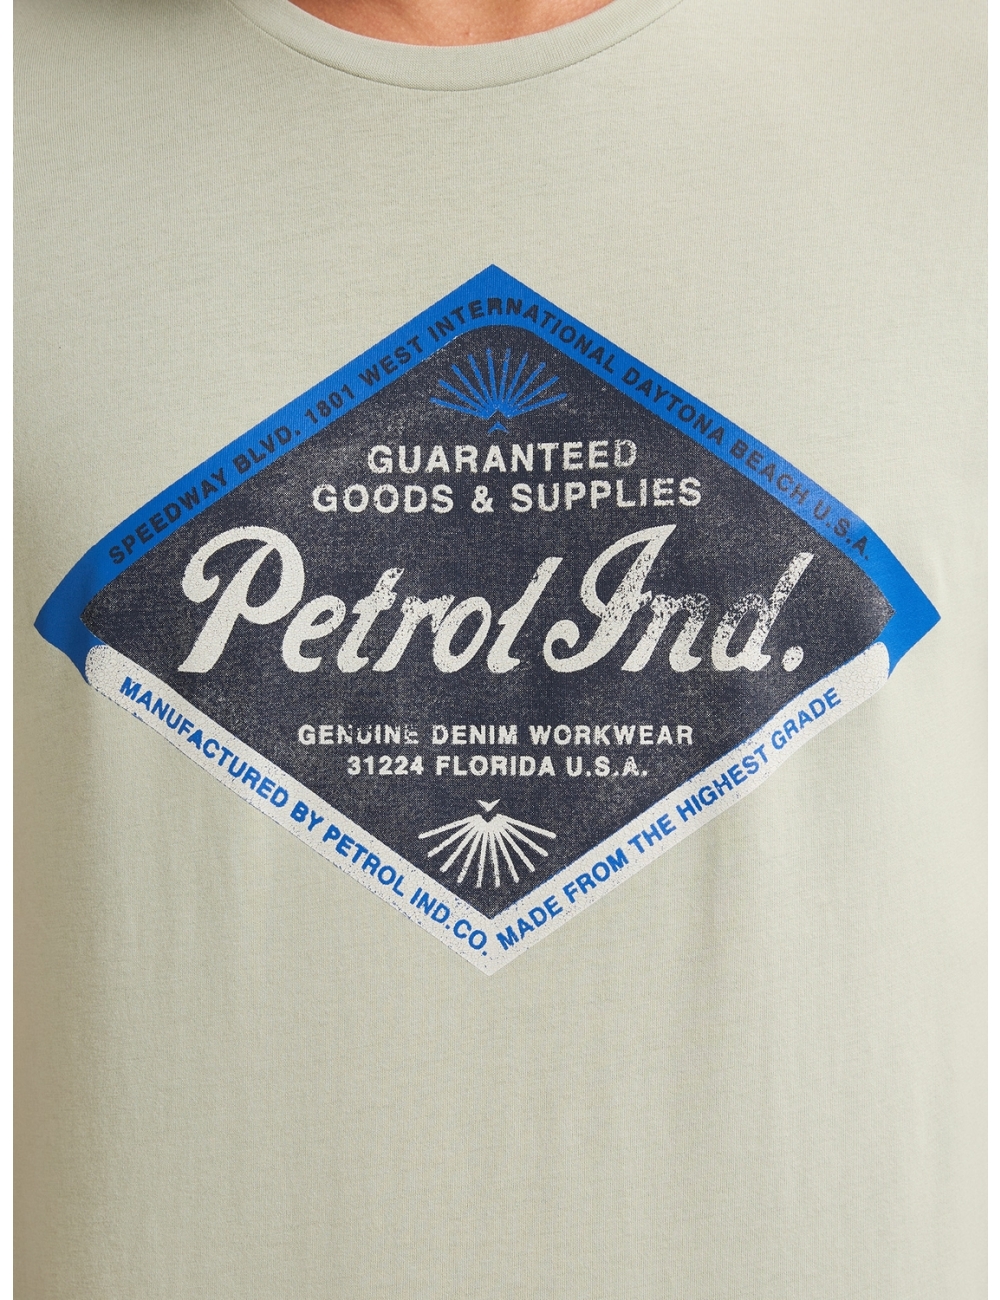 SPEEDWAY BLVD. 1801 WEST INTERNATIONAL DAYTONA BEACH U.S.A.
GUARANTEED
GOODS & SUPPLIES
Petrol Ind.
GENUINE DENIM WORKWEAR
31224 FLORIDA U.S.A.
MANUFACTURED BY PETROL IND.CO. MADE FROM THE HIGHEST GRADE